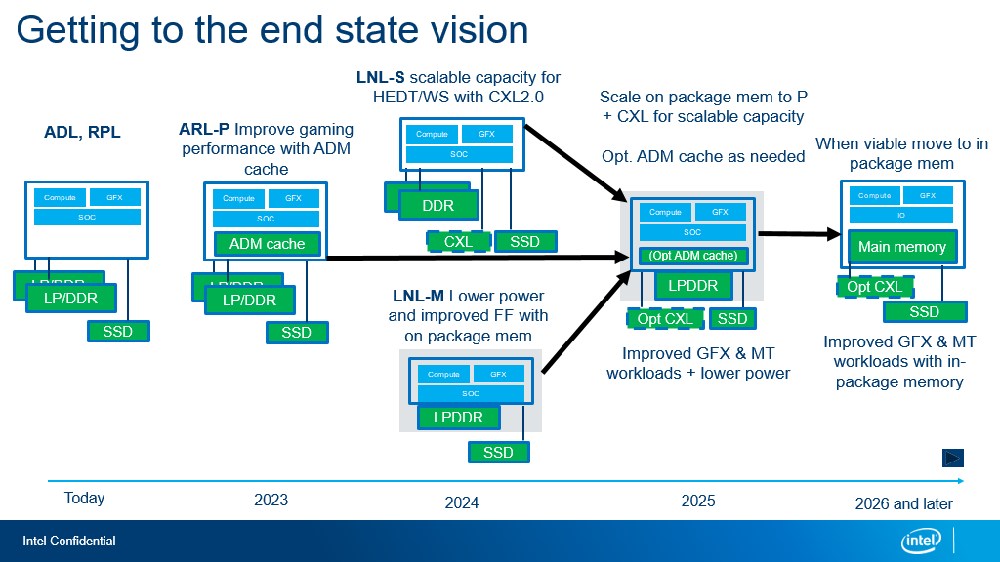 Getting to the end state vision
ADL, RPL
Compute GFX
SOC
LP/DDR
LP/DDR
SSD
ARL-P Improve gaming
performance with ADM
cache
Compute GFX
SOC
ADM cache
LP/DDR
LP/DDR
SSD
LNL-S scalable capacity for
HEDT/WS with CXL2.0
Compute GFX
SOC
DDR
CXL SSD
LNL-M Lower power
and improved FF with
on package mem
Compute GFX
SOC
LPDDR
SSD
Scale on package mem to P
+ CXL for scalable capacity
Opt. ADM cache as needed
Compute GFX
SOC
(Opt ADM cache)
LPDDR
Opt CXL SSD
Improved GFX & MT
workloads + lower power
When viable move to in
package mem
Compute GFX
IO
Main memory
Opt CXL
SSD
Improved GFX & MT
workloads with in-
package memory
Today 2023 2024 2025 2026 and later
Intel Confidential
intel